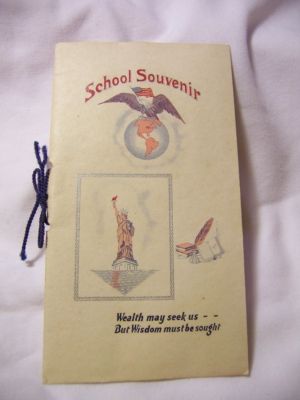 School Souvenir
Wealth may seek us - -
But Wisdom must be sought